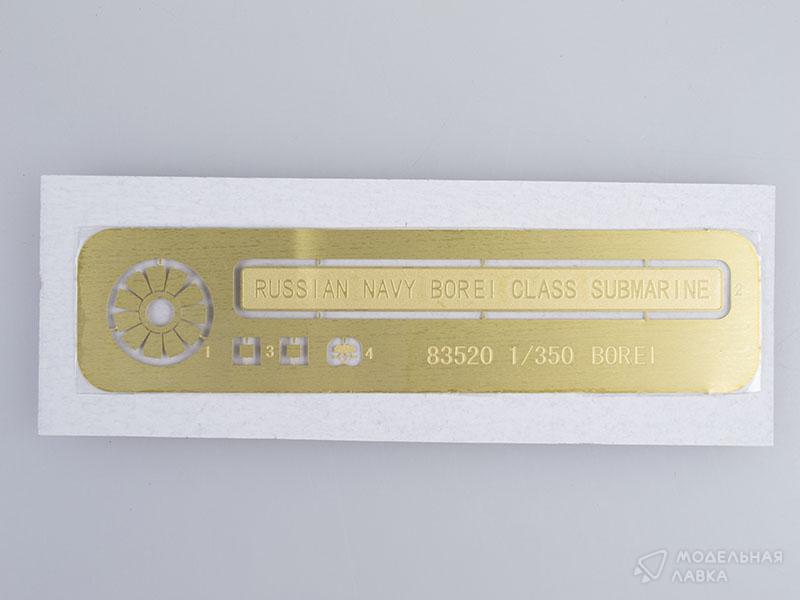 RUSSIAN NAVY BOREI CLASS SUBMARINE 2
1 3 4 83520 1/350 BOREI
МОДЕЛЬНАЯ
ЛАВКА